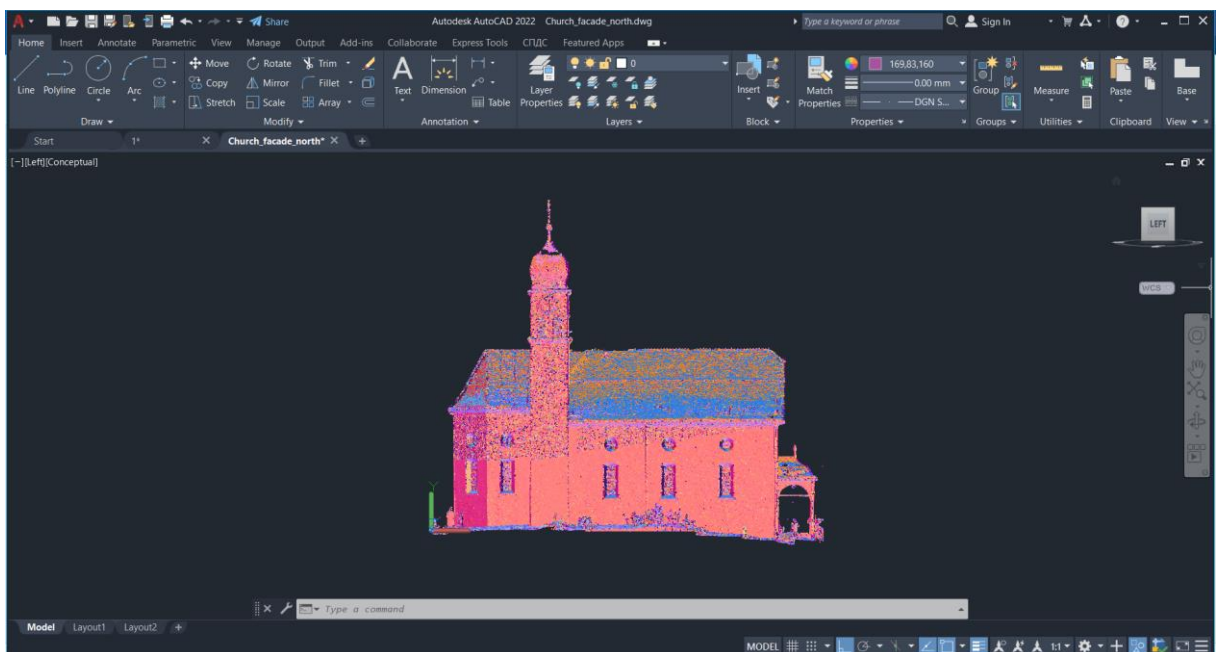 Share Autodesk AutoCAD 2022 Church_facade_north.dwg Type a keyword or phrase Sign In
Home Insert Annotate Parametric View Manage Output Add-ins Collaborate Express Tools СПДС Featured Apps
Line Polyline Circle Arc Move Rotate Trim Text Dimension Layer Properties 0 Insert Match Properties 169,83,160 Group Measure Paste Base
Copy Mirror Fillet 0.00 mm
Stretch Scale Array Table DGN S...
Draw Modify Annotation Layers Block Properties Groups Utilities Clipboard View
Start 1* Church_facade_north*
[−][Left][Conceptual]
LEFT
WCS
Type a command
Model Layout1 Layout2 +
MODEL 1:1